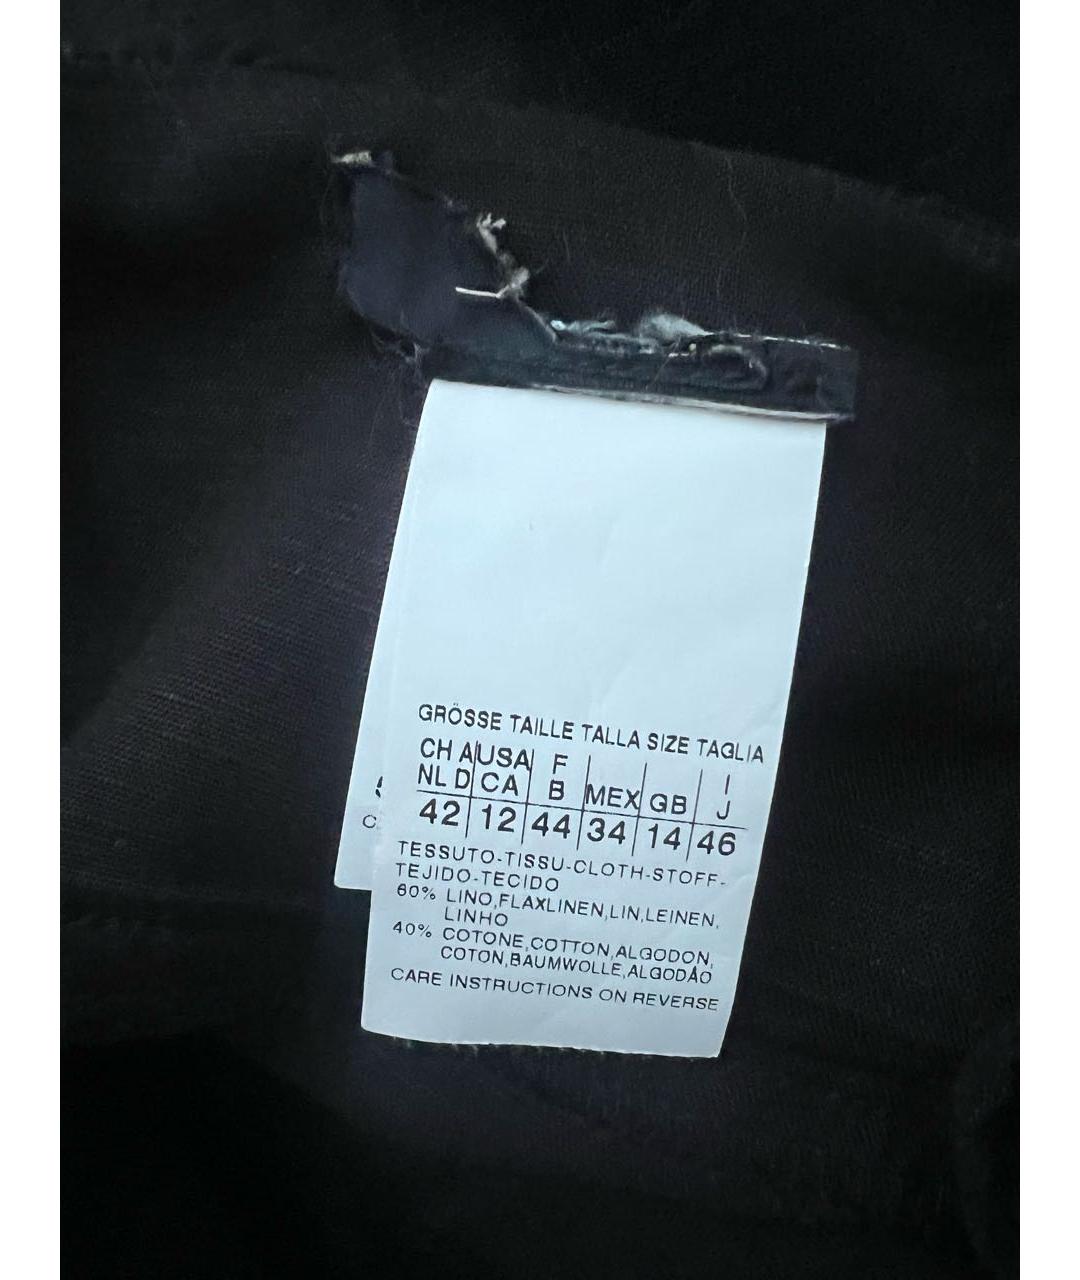 GRÖSSE TAILLE TALLA SIZE TAGLIA
CH A USA F MEX GB I
NL D CA B J
42 12 44 34 14 46
TESSUTO-TISSU-CLOTH-STOFF-
TEJIDO-TECIDO
60% LINO,FLAXLINEN,LIN,LEINEN,
LINHO
40% COTONE,COTTON,ALGODON,
COTON,BAUMWOLLE,ALGODÃO
CARE INSTRUCTIONS ON REVERSE
C